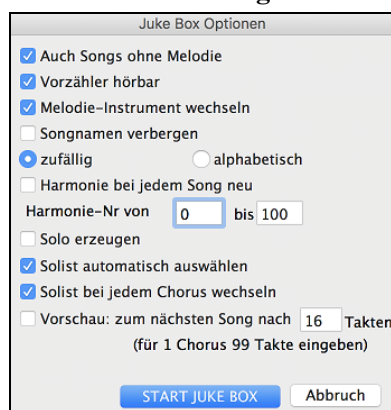 Juke Box Optionen
Auch Songs ohne Melodie
Vorzähler hörbar
Melodie-Instrument wechseln
Songnamen verbergen
zufällig alphabetisch
Harmonie bei jedem Song neu
Harmonie-Nr von 0 bis 100
Solo erzeugen
Solist automatisch auswählen
Solist bei jedem Chorus wechseln
Vorschau: zum nächsten Song nach 16 Takten
(für 1 Chorus 99 Takte eingeben)
START JUKE BOX Abbruch